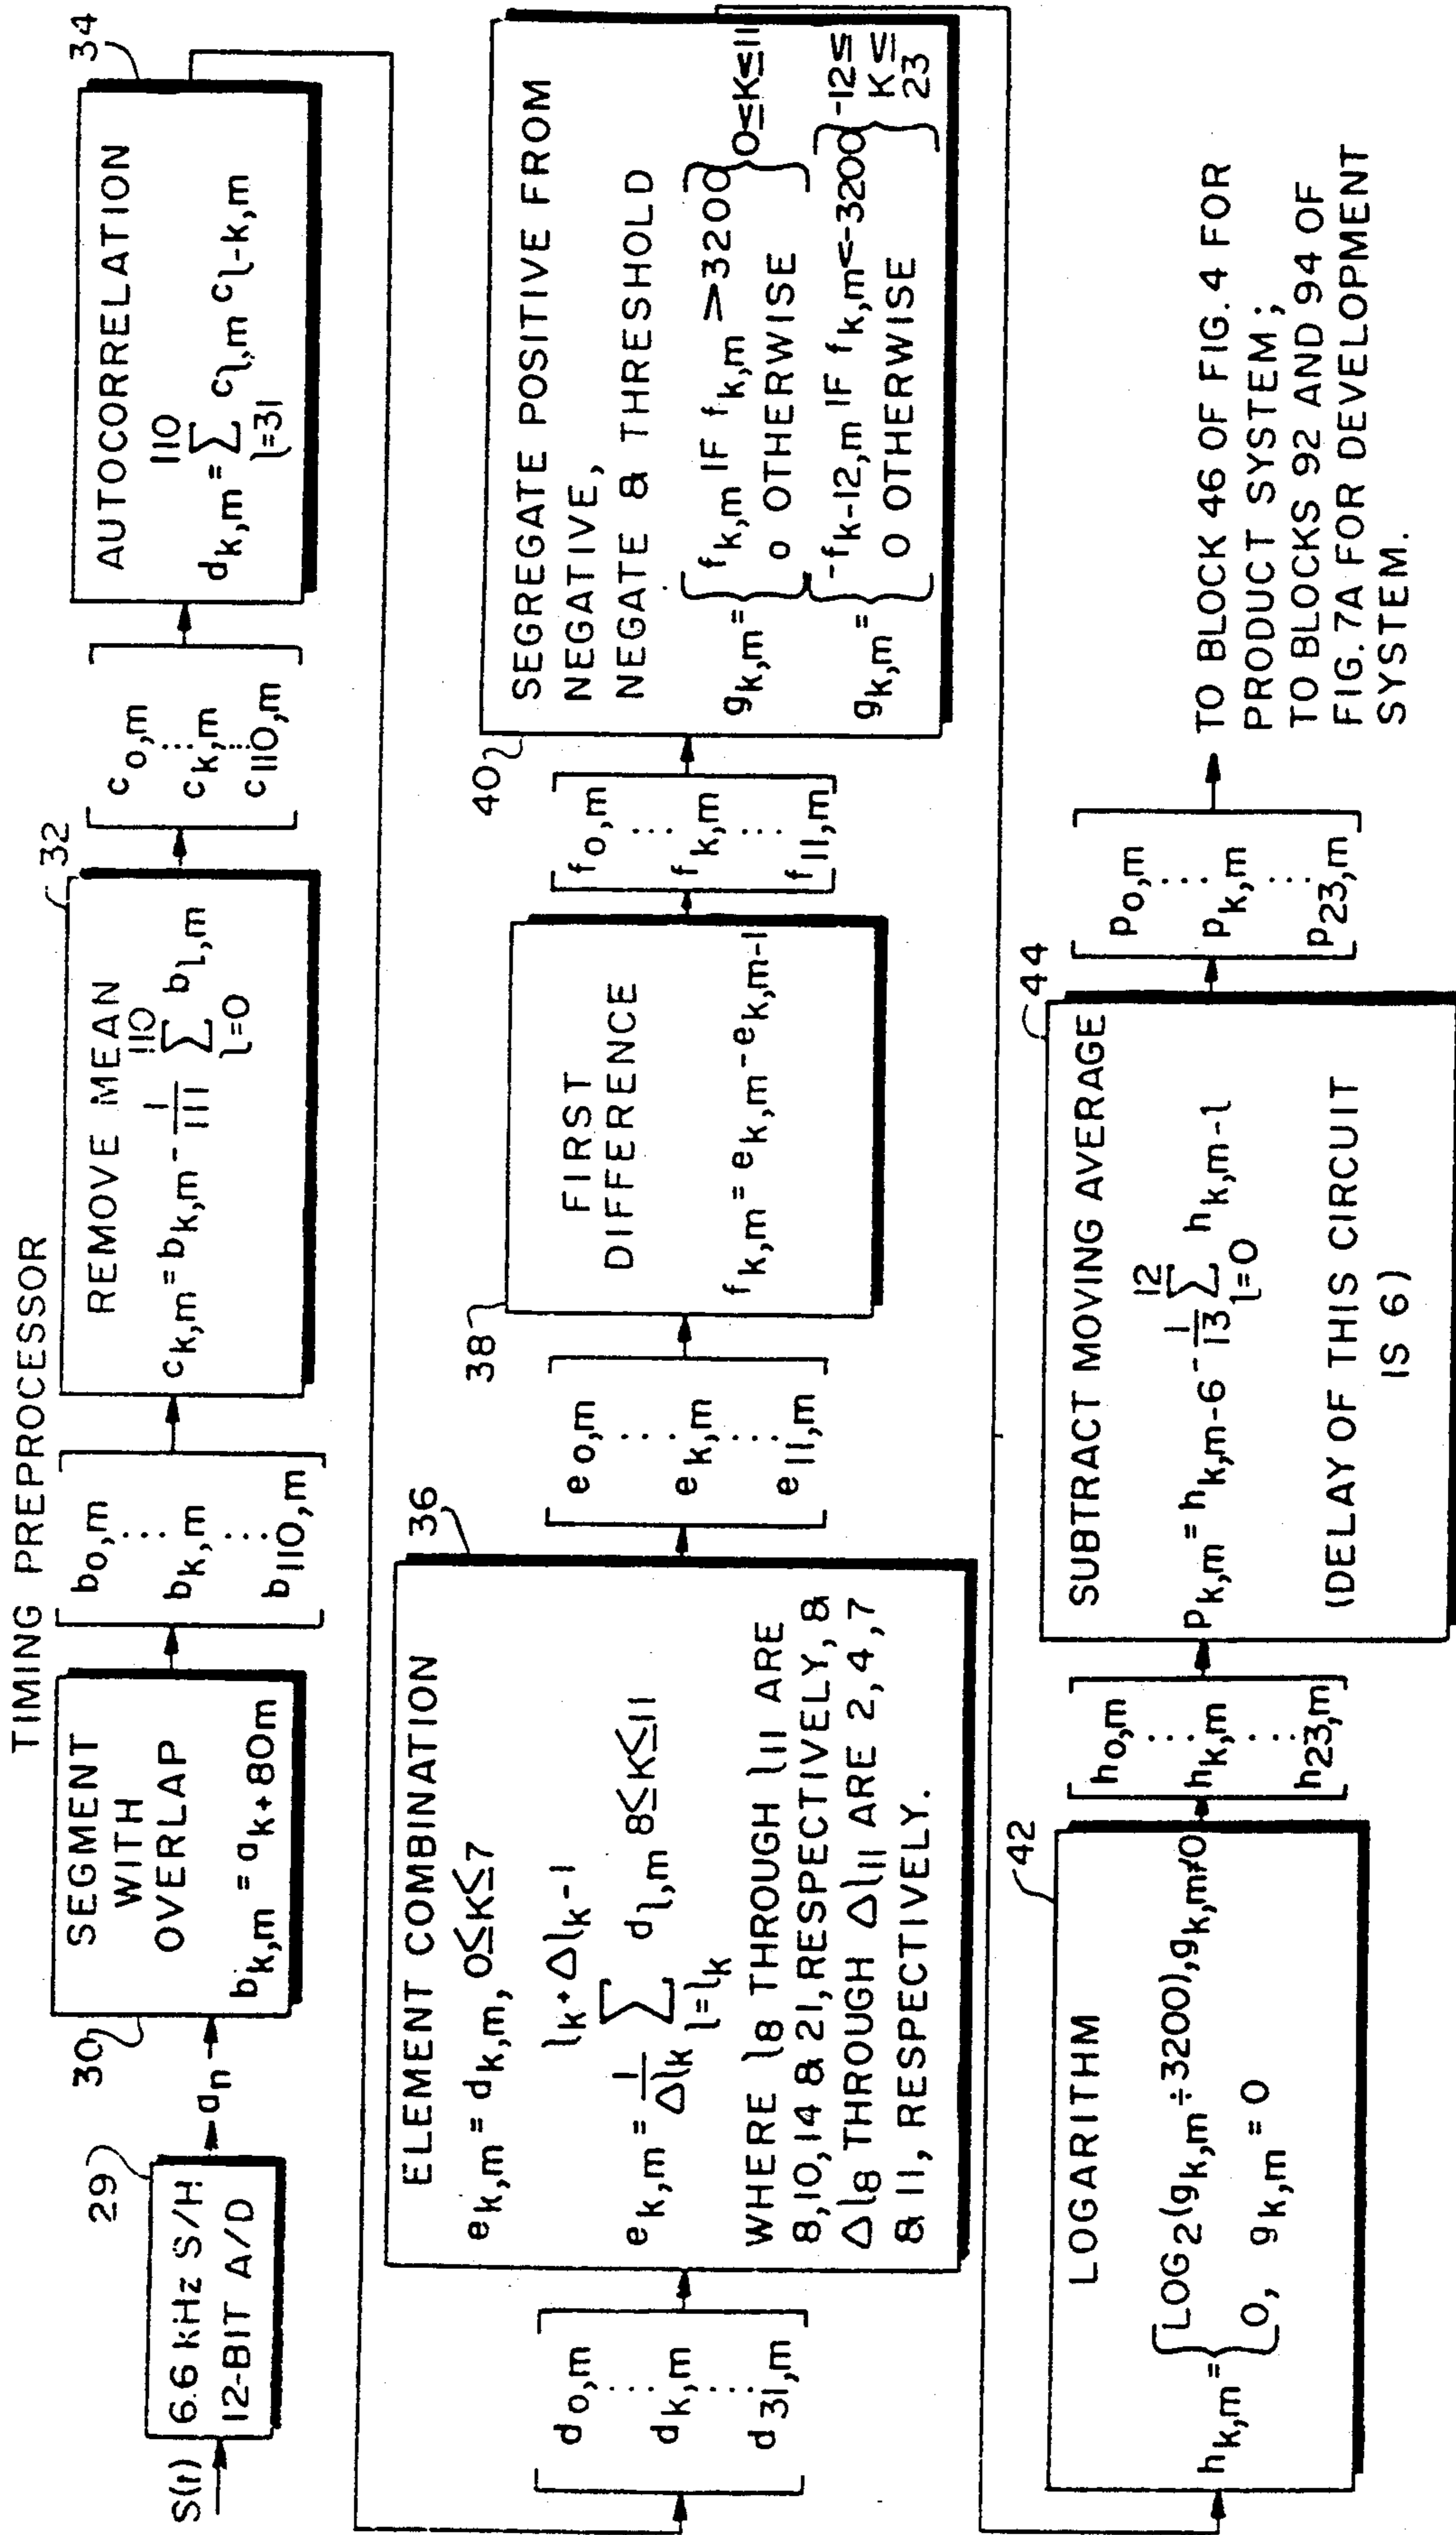 TIMING PREPROCESSOR
S(t)
29
6.6 kHz S/H
12-BIT A/D
a_n
30
SEGMENT
WITH
OVERLAP
b_k,m = a_k+80m
b_0,m
b_k,m
b_110,m
32
REMOVE MEAN
c_k,m = b_k,m - 1/111 110 ∑ l=0 b_l,m
c_0,m
c_k,m
c_110,m
34
AUTOCORRELATION
d_k,m = 110 ∑ l=31 c_l,m c_l-k,m
d_0,m
d_k,m
d_31,m
36
ELEMENT COMBINATION
e_k,m = d_k,m, 0≤K≤7
e_k,m = 1/Δl_k l_k+Δl_k-1 ∑ l=l_k d_l,m 8≤K≤11
WHERE l_8 THROUGH l_11 ARE
8,10,14 & 21, RESPECTIVELY, &
Δl_8 THROUGH Δl_11 ARE 2,4,7
& 11, RESPECTIVELY.
e_0,m
e_k,m
e_11,m
38
FIRST
DIFFERENCE
f_k,m = e_k,m - e_k,m-1
f_0,m
f_k,m
f_11,m
40
SEGREGATE POSITIVE FROM
NEGATIVE,
NEGATE & THRESHOLD
g_k,m = { f_k,m IF f_k,m >3200 } 0≤K≤11
0 OTHERWISE
g_k,m = { -f_k-12,m IF f_k,m <-3200 } -12≤K≤23
0 OTHERWISE
42
LOGARITHM
h_k,m = { LOG_2(g_k,m ÷3200), g_k,m≠0
0, g_k,m = 0
h_0,m
h_k,m
h_23,m
44
SUBTRACT MOVING AVERAGE
p_k,m = h_k,m-6 - 1/13 12 ∑ l=0 h_k,m-l
(DELAY OF THIS CIRCUIT
IS 6)
p_0,m
p_k,m
p_23,m
TO BLOCK 46 OF FIG. 4 FOR
PRODUCT SYSTEM;
TO BLOCKS 92 AND 94 OF
FIG. 7A FOR DEVELOPMENT
SYSTEM.